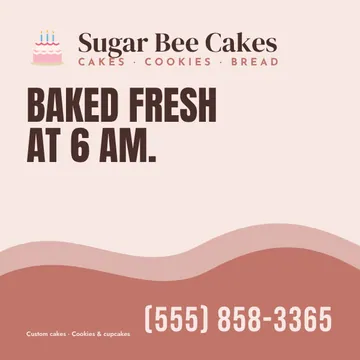 Sugar Bee Cakes
CAKES · COOKIES · BREAD
BAKED FRESH
AT 6 AM.
(555) 858-3365
Custom cakes · Cookies & cupcakes